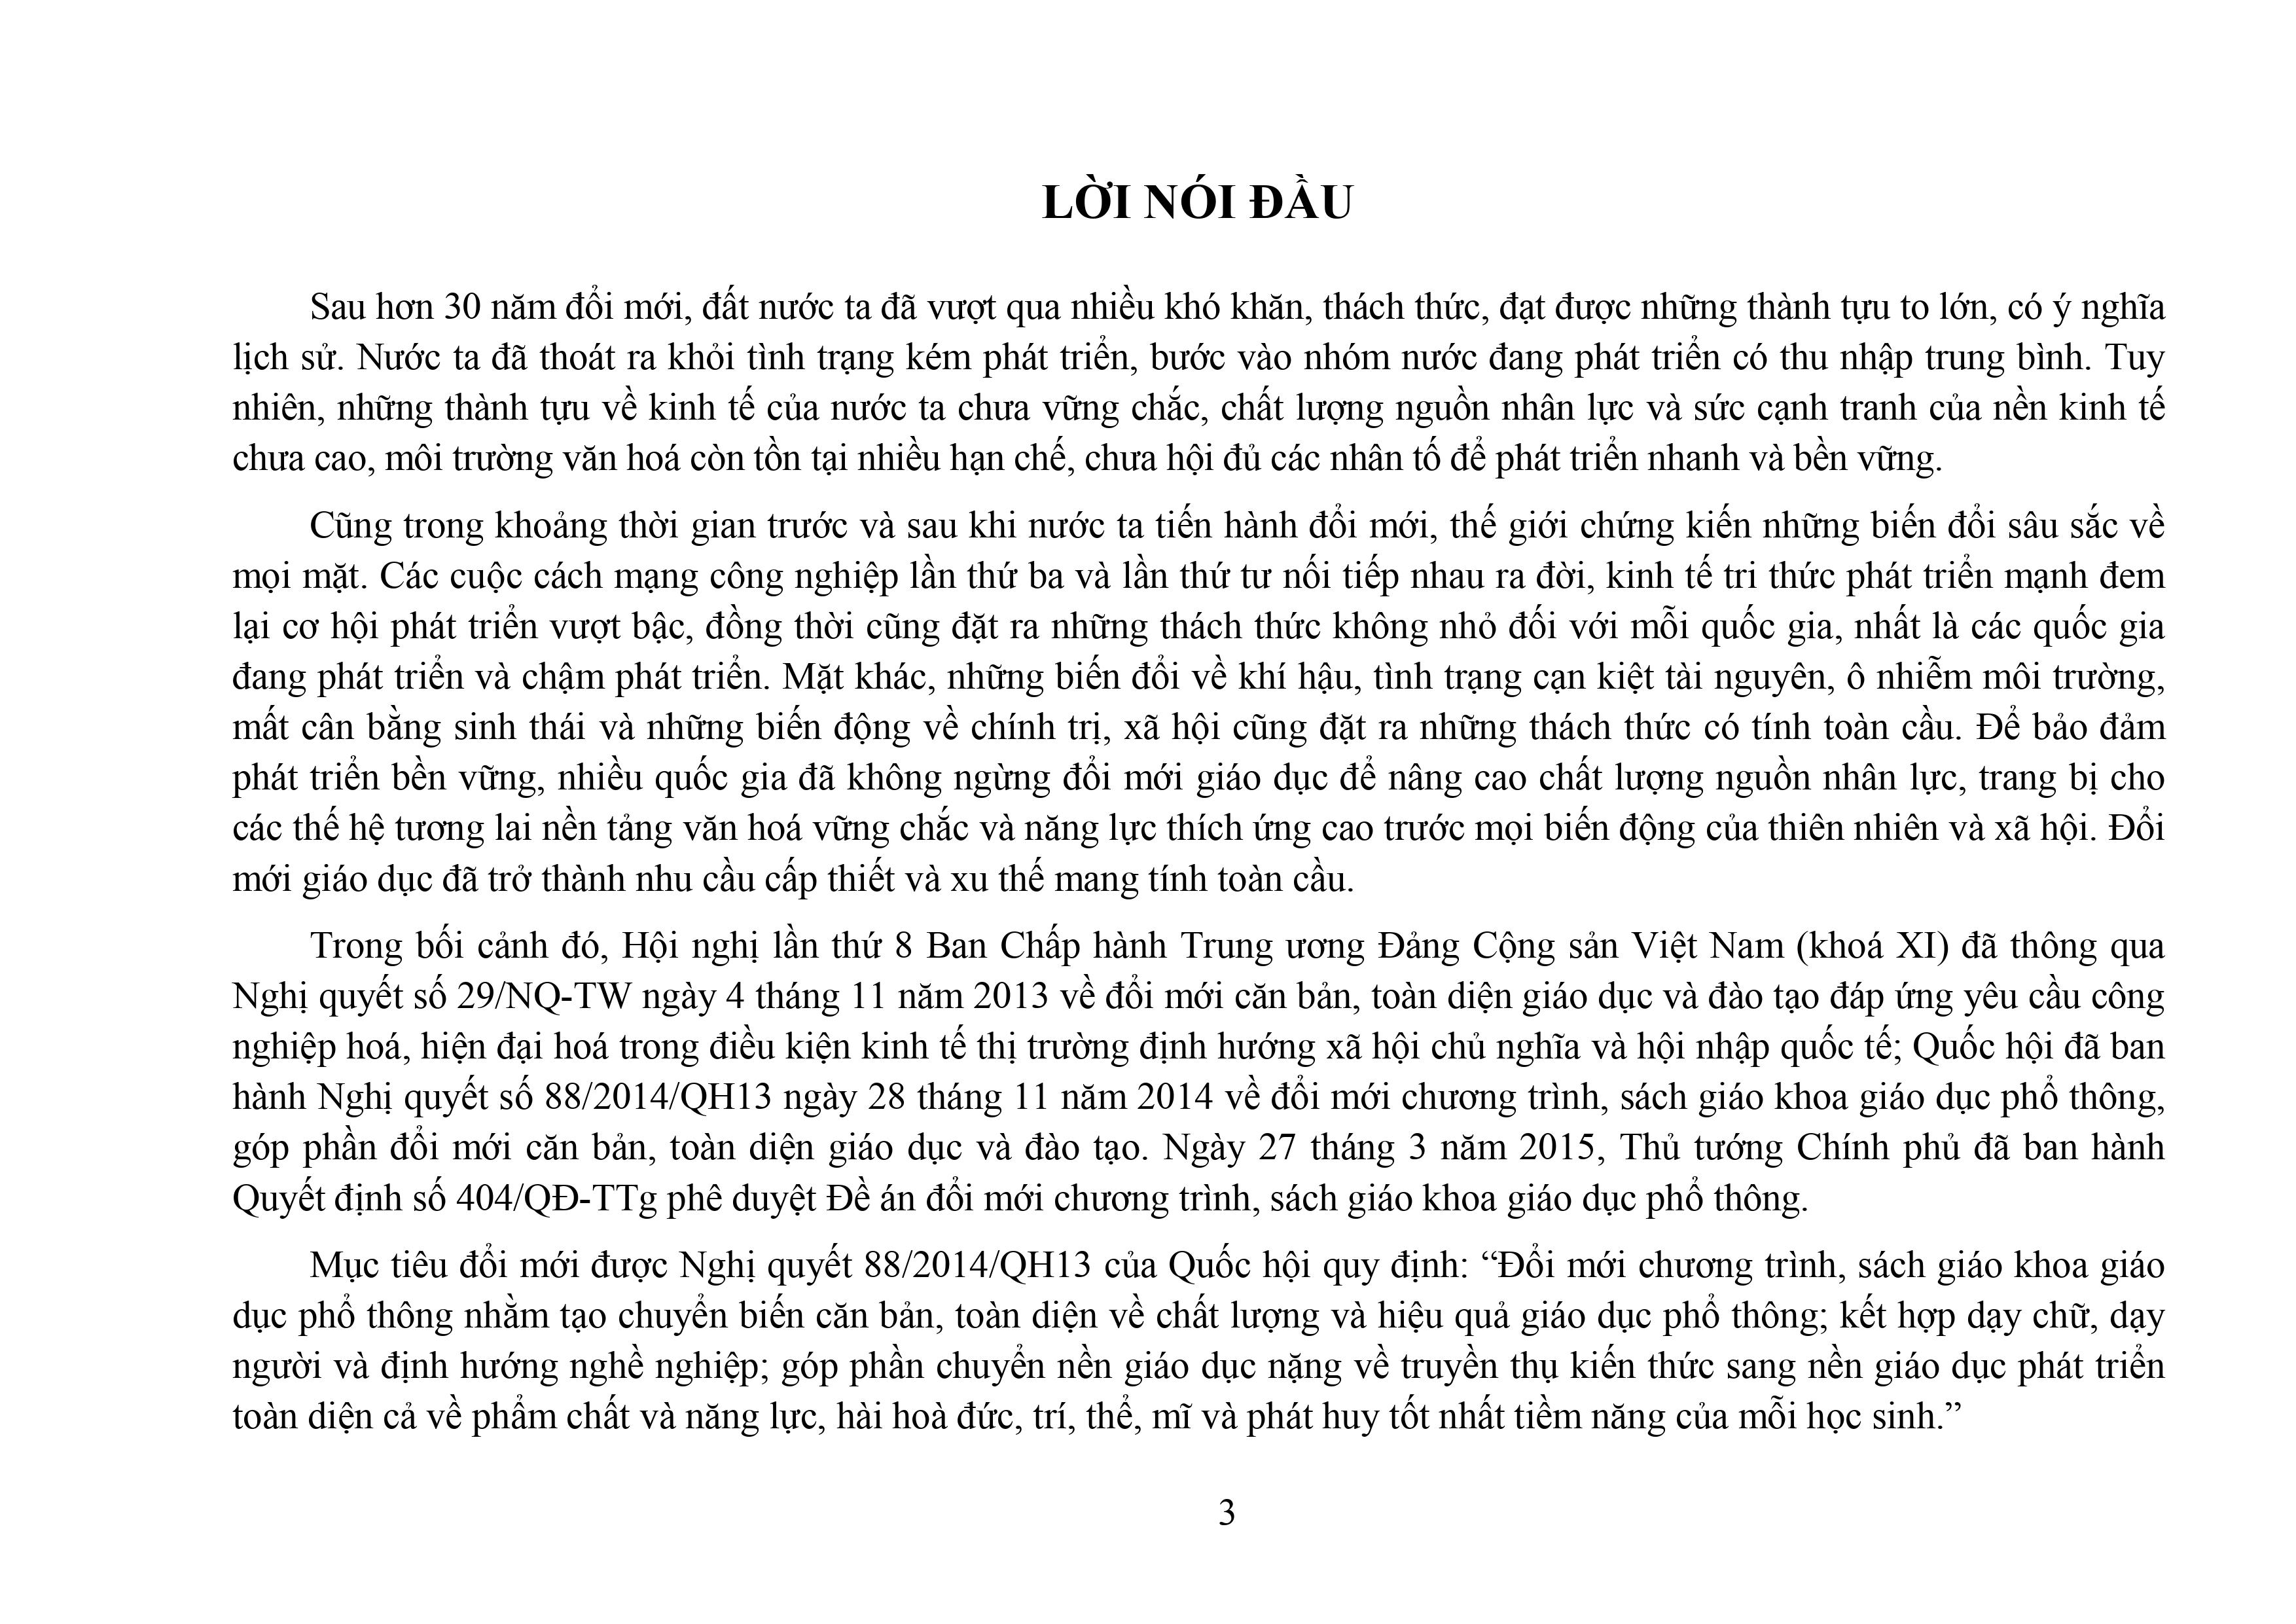 LỜI NÓI ĐẦU
Sau hơn 30 năm đổi mới, đất nước ta đã vượt qua nhiều khó khăn, thách thức, đạt được những thành tựu to lớn, có ý nghĩa
lịch sử. Nước ta đã thoát ra khỏi tình trạng kém phát triển, bước vào nhóm nước đang phát triển có thu nhập trung bình. Tuy
nhiên, những thành tựu về kinh tế của nước ta chưa vững chắc, chất lượng nguồn nhân lực và sức cạnh tranh của nền kinh tế
chưa cao, môi trường văn hoá còn tồn tại nhiều hạn chế, chưa hội đủ các nhân tố để phát triển nhanh và bền vững.
Cũng trong khoảng thời gian trước và sau khi nước ta tiến hành đổi mới, thế giới chứng kiến những biến đổi sâu sắc về
mọi mặt. Các cuộc cách mạng công nghiệp lần thứ ba và lần thứ tư nối tiếp nhau ra đời, kinh tế tri thức phát triển mạnh đem
lại cơ hội phát triển vượt bậc, đồng thời cũng đặt ra những thách thức không nhỏ đối với mỗi quốc gia, nhất là các quốc gia
đang phát triển và chậm phát triển. Mặt khác, những biến đổi về khí hậu, tình trạng cạn kiệt tài nguyên, ô nhiễm môi trường,
mất cân bằng sinh thái và những biến động về chính trị, xã hội cũng đặt ra những thách thức có tính toàn cầu. Để bảo đảm
phát triển bền vững, nhiều quốc gia đã không ngừng đổi mới giáo dục để nâng cao chất lượng nguồn nhân lực, trang bị cho
các thế hệ tương lai nền tảng văn hoá vững chắc và năng lực thích ứng cao trước mọi biến động của thiên nhiên và xã hội. Đổi
mới giáo dục đã trở thành nhu cầu cấp thiết và xu thế mang tính toàn cầu.
Trong bối cảnh đó, Hội nghị lần thứ 8 Ban Chấp hành Trung ương Đảng Cộng sản Việt Nam (khoá XI) đã thông qua
Nghị quyết số 29/NQ-TW ngày 4 tháng 11 năm 2013 về đổi mới căn bản, toàn diện giáo dục và đào tạo đáp ứng yêu cầu công
nghiệp hoá, hiện đại hoá trong điều kiện kinh tế thị trường định hướng xã hội chủ nghĩa và hội nhập quốc tế; Quốc hội đã ban
hành Nghị quyết số 88/2014/QH13 ngày 28 tháng 11 năm 2014 về đổi mới chương trình, sách giáo khoa giáo dục phổ thông,
góp phần đổi mới căn bản, toàn diện giáo dục và đào tạo. Ngày 27 tháng 3 năm 2015, Thủ tướng Chính phủ đã ban hành
Quyết định số 404/QĐ-TTg phê duyệt Đề án đổi mới chương trình, sách giáo khoa giáo dục phổ thông.
Mục tiêu đổi mới được Nghị quyết 88/2014/QH13 của Quốc hội quy định: “Đổi mới chương trình, sách giáo khoa giáo
dục phổ thông nhằm tạo chuyển biến căn bản, toàn diện về chất lượng và hiệu quả giáo dục phổ thông; kết hợp dạy chữ, dạy
người và định hướng nghề nghiệp; góp phần chuyển nền giáo dục nặng về truyền thụ kiến thức sang nền giáo dục phát triển
toàn diện cả về phẩm chất và năng lực, hài hoà đức, trí, thể, mĩ và phát huy tốt nhất tiềm năng của mỗi học sinh.”
3